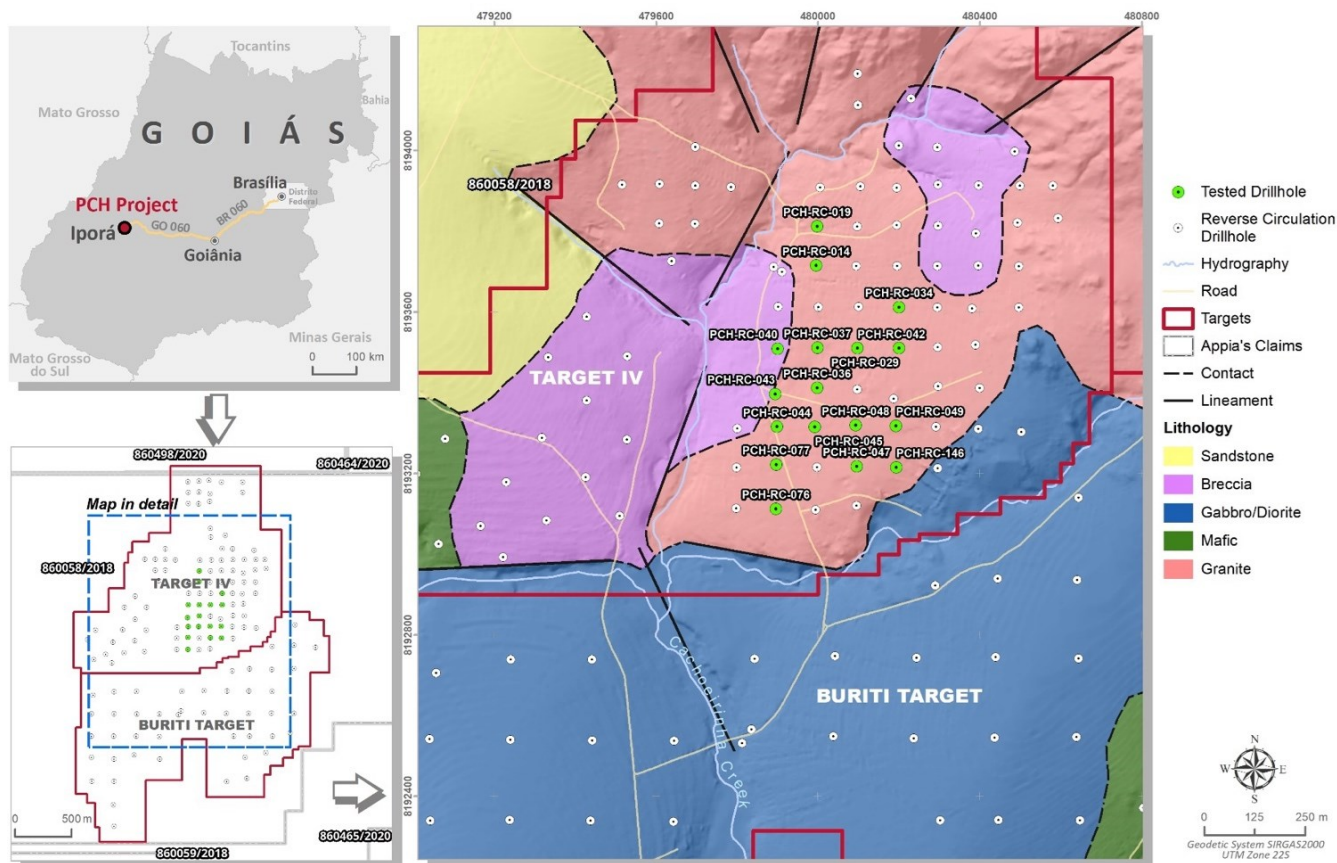 Tocantins
Mato Grosso
Bahia
GOIÁS
Brasília
Distrito
Federal
PCH Project
Iporá
GO 060
BR 060
Goiânia
Minas Gerais
Mato Grosso
do Sul
0 100 km
860498/2020
860464/2020
Map in detail
860058/2018
TARGET IV
BURITI TARGET
0 500 m
860465/2020
860059/2018
479200 479600 480000 480400 480800
8194000
8193600
8193200
8192800
8192400
860058/2018
PCH-RC-019
PCH-RC-014
PCH-RC-034
PCH-RC-040
PCH-RC-037
PCH-RC-042
PCH-RC-029
TARGET IV
PCH-RC-043
PCH-RC-036
PCH-RC-044
PCH-RC-048
PCH-RC-049
PCH-RC-045
PCH-RC-077
PCH-RC-047
PCH-RC-146
PCH-RC-076
Cachoeirinha Creek
BURITI TARGET
Tested Drillhole
Reverse Circulation
Drillhole
Hydrography
Road
Targets
Appia's Claims
Contact
Lineament
Lithology
Sandstone
Breccia
Gabbro/Diorite
Mafic
Granite
N
W E
S
0 125 250 m
Geodetic System SIRGAS2000
UTM Zone 22S